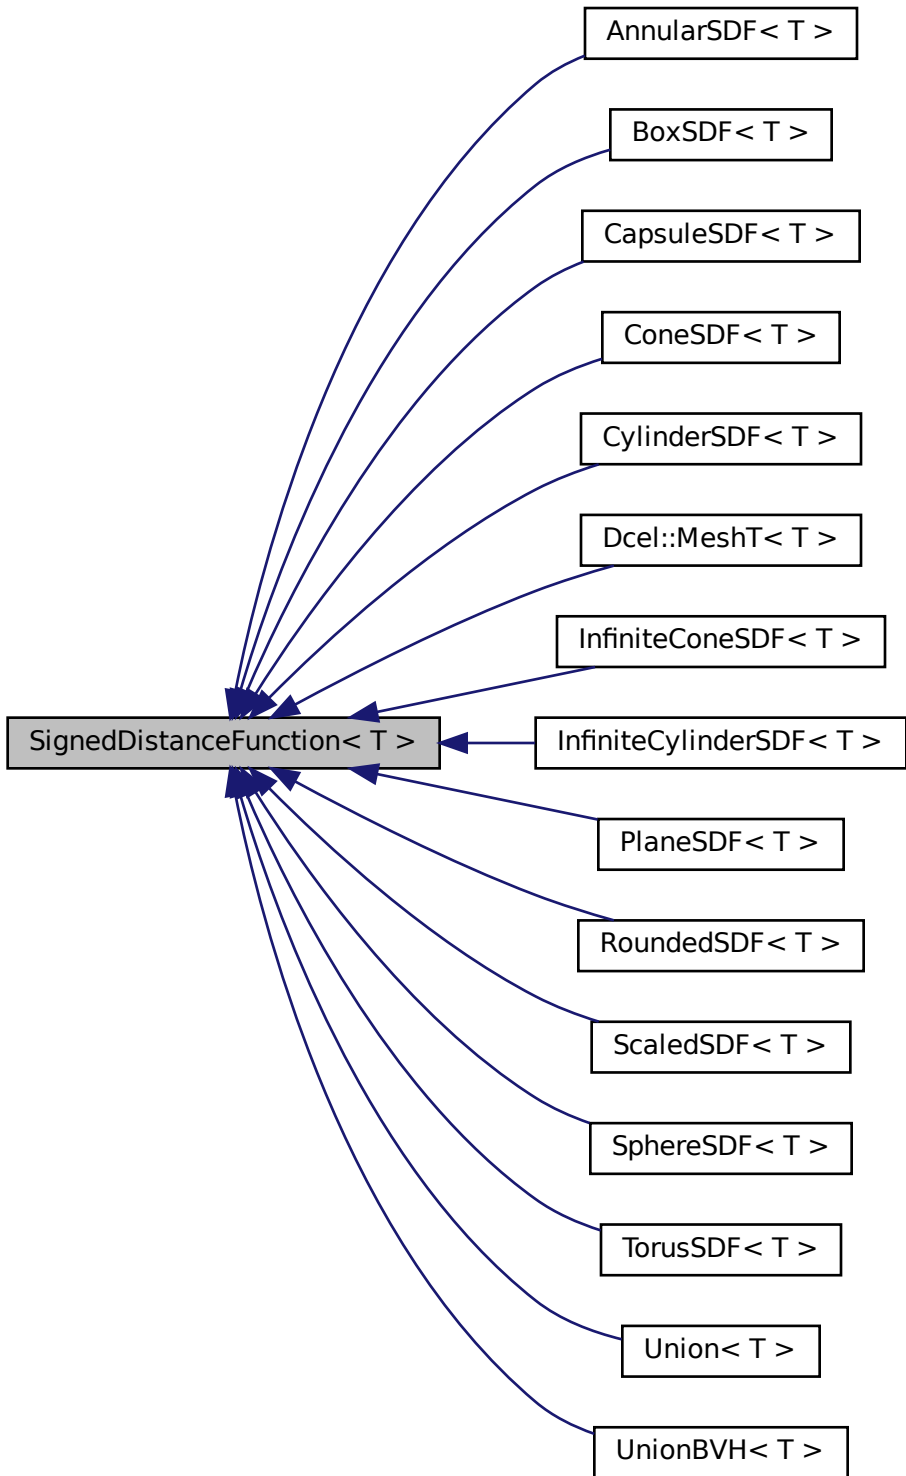 AnnularSDF< T >
BoxSDF< T >
CapsuleSDF< T >
ConeSDF< T >
CylinderSDF< T >
Dcel::MeshT< T >
InfiniteConeSDF< T >
SignedDistanceFunction< T >
InfiniteCylinderSDF< T >
PlaneSDF< T >
RoundedSDF< T >
ScaledSDF< T >
SphereSDF< T >
TorusSDF< T >
Union< T >
UnionBVH< T >